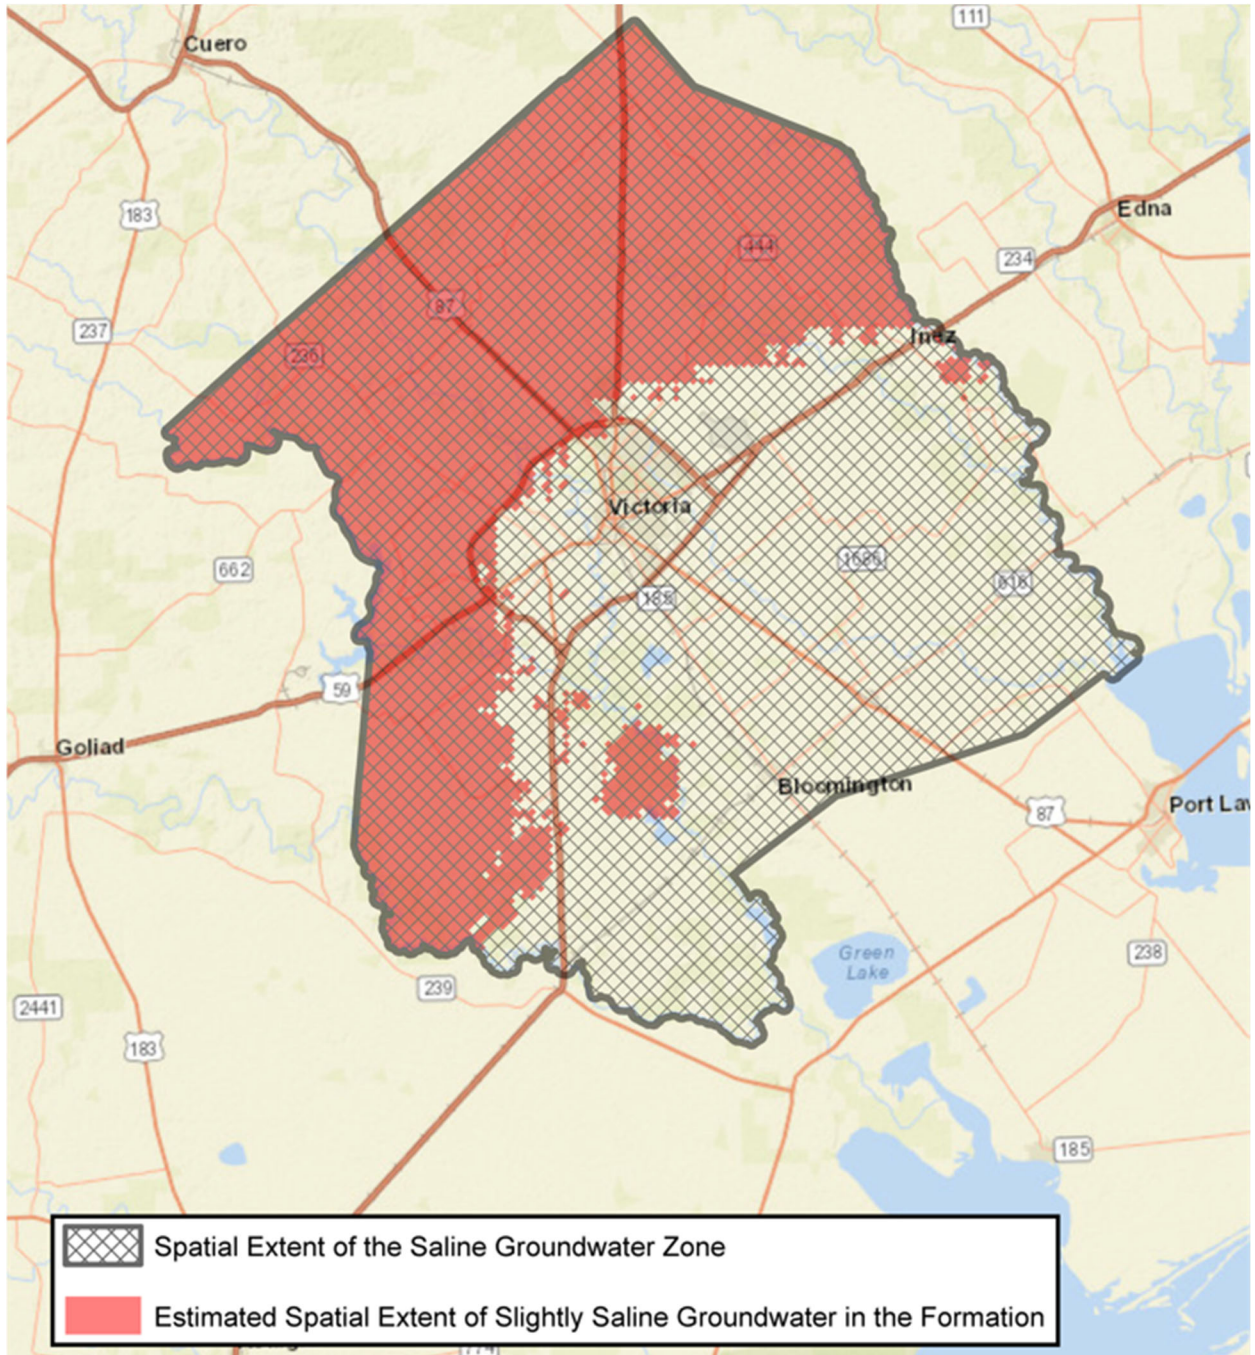 111
Cuero
183
Edna
444
234
87
237
Inez
236
Victoria
1686
662
616
185
59
Goliad
Bloomington
87
Port Lav
Green
Lake
238
239
2441
183
185
Spatial Extent of the Saline Groundwater Zone
Estimated Spatial Extent of Slightly Saline Groundwater in the Formation
774